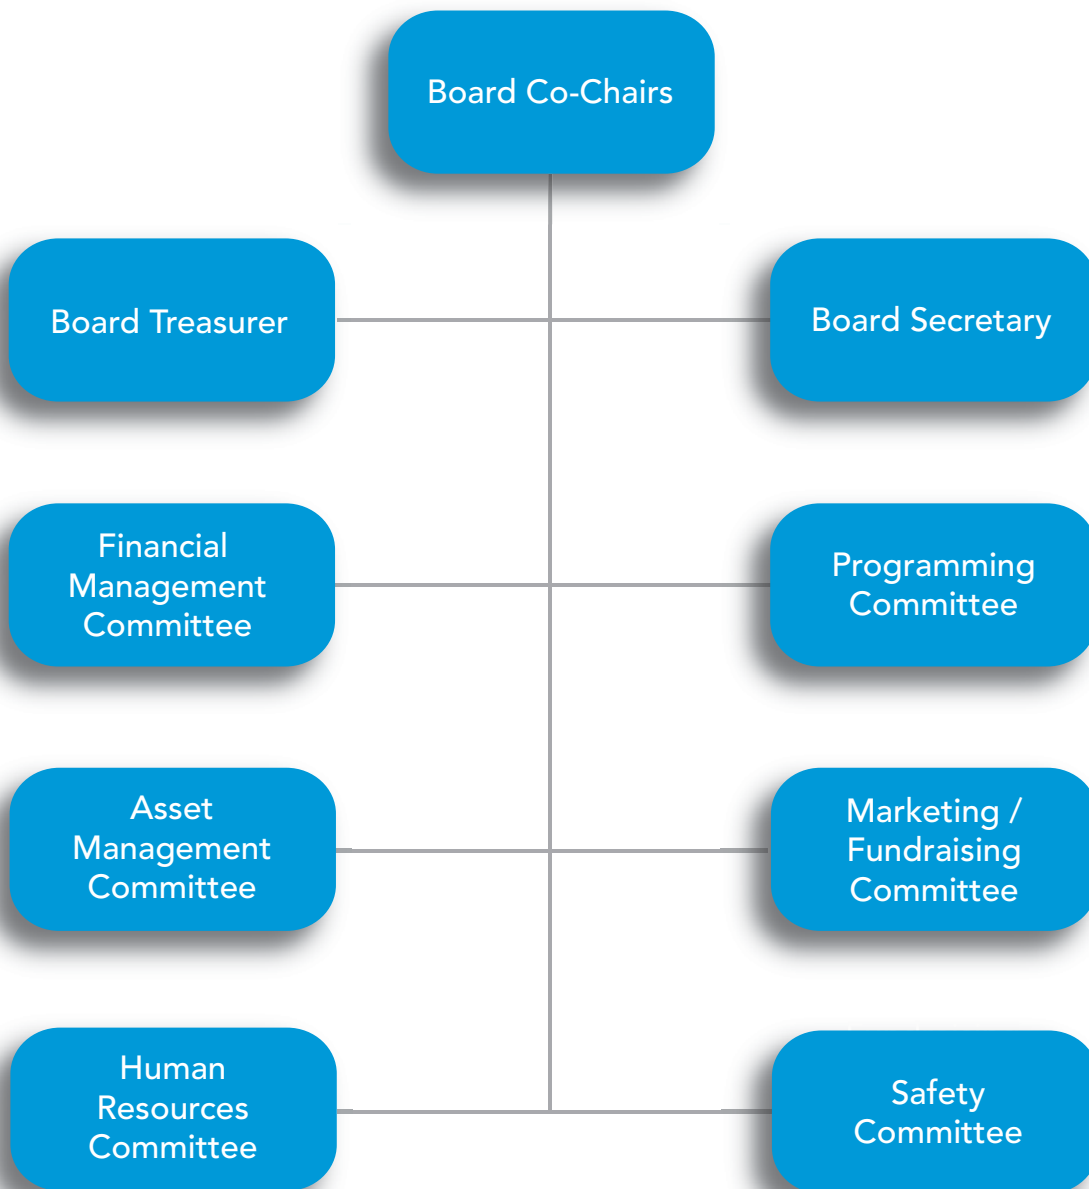 Board Co-Chairs
Board Treasurer
Board Secretary
Financial
Management
Committee
Programming
Committee
Asset
Management
Committee
Marketing /
Fundraising
Committee
Human
Resources
Committee
Safety
Committee